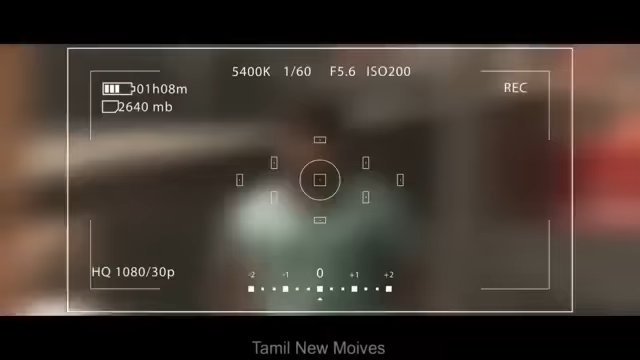 5400K 1/60 F5.6 ISO200
01h08m
REC
2640 mb
HQ 1080/30p
-2 -1 0 +1 +2
Tamil New Moives